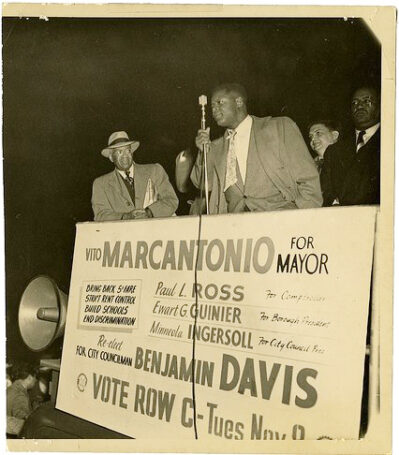 VITO MARCANTONIO FOR MAYOR
BRING BACK 5¢ FARE
STRICT RENT CONTROL
BUILD SCHOOLS
END DISCRIMINATION
Paul L. ROSS For Comptroller
Ewart G GUINIER For Borough President
Minneola INGERSOLL For City Council Pres
Re-elect
FOR CITY COUNCILMAN BENJAMIN DAVIS
VOTE ROW C-Tues Nov 8